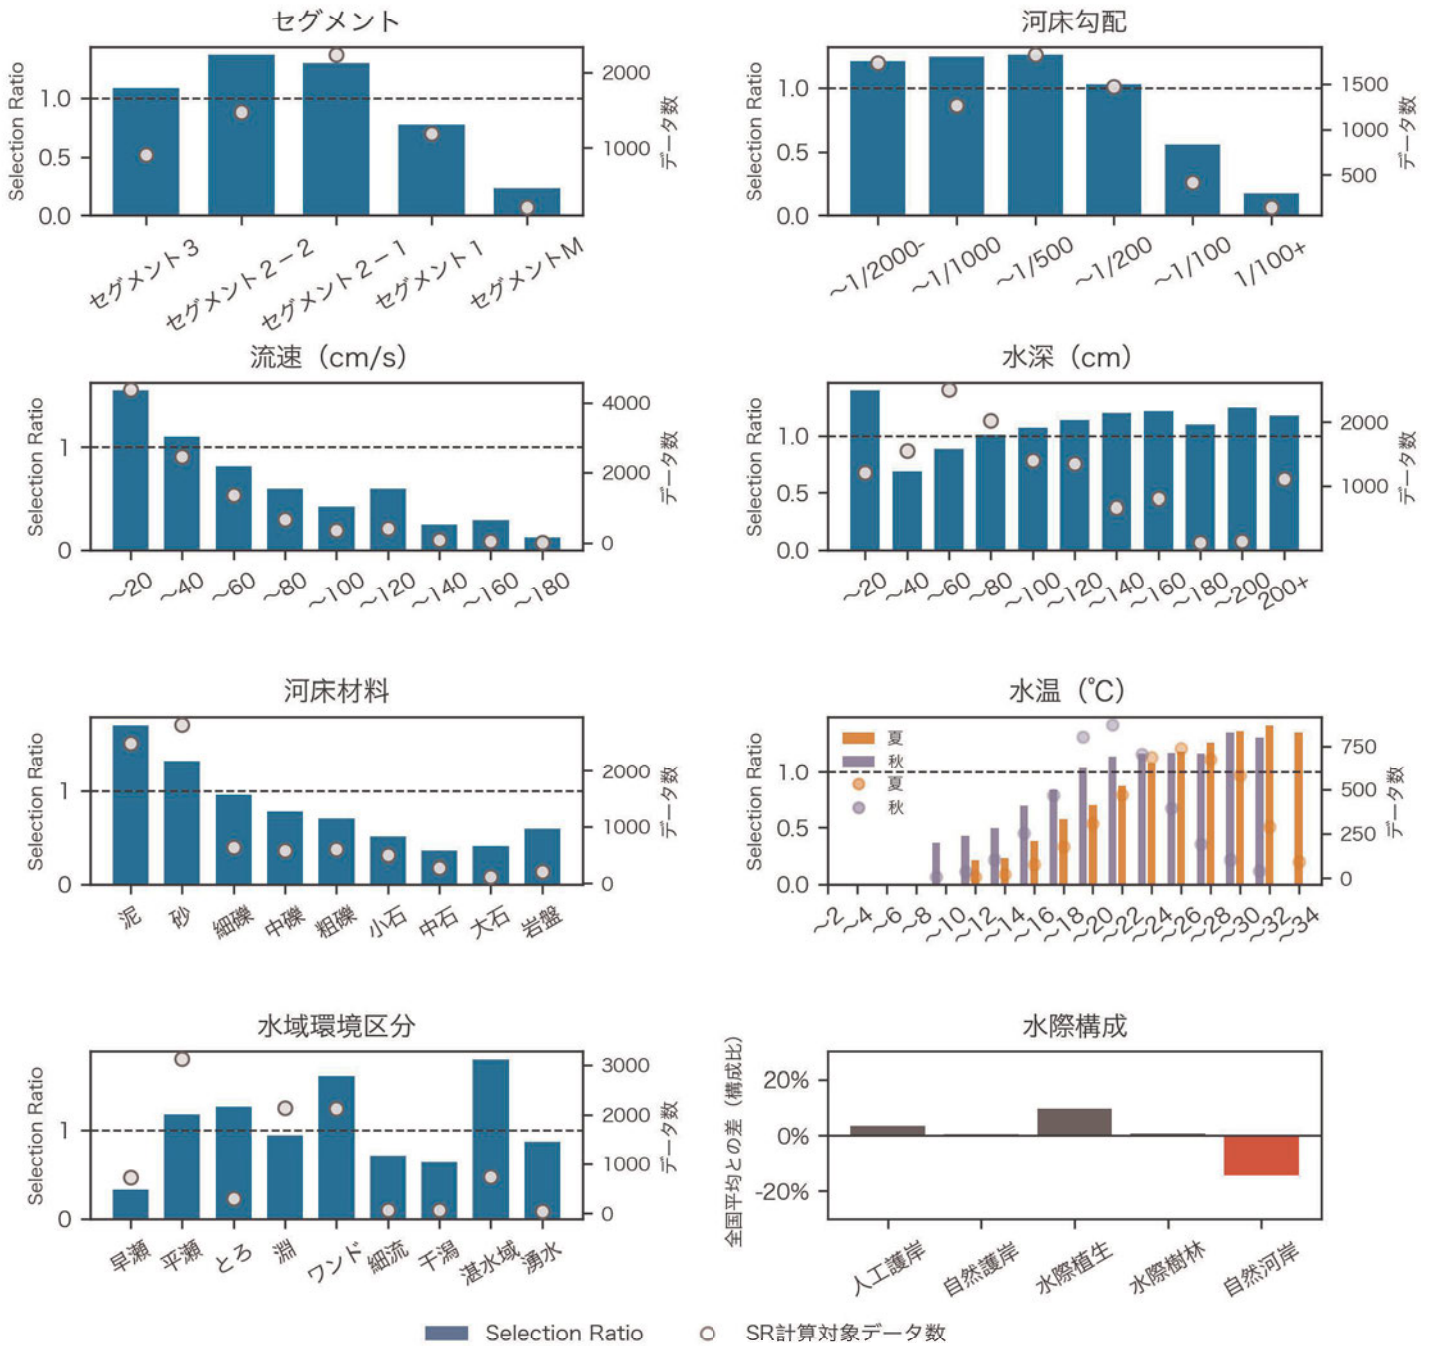 セグメント
Selection Ratio
1.0
0.5
0.0
2000
1000
データ数
セグメント3
セグメント2－2
セグメント2－1
セグメント1
セグメントM
河床勾配
Selection Ratio
1.0
0.5
0.0
1500
1000
500
データ数
～1/2000-
～1/1000
～1/500
～1/200
～1/100
1/100+
流速（cm/s）
Selection Ratio
1
0
4000
2000
0
データ数
～20
～40
～60
～80
～100
～120
～140
～160
～180
水深（cm）
Selection Ratio
1.0
0.5
0.0
2000
1000
データ数
～20
～40
～60
～80
～100
～120
～140
～160
～180
～200
200+
河床材料
Selection Ratio
1
0
2000
1000
0
データ数
泥
砂
細礫
中礫
粗礫
小石
中石
大石
岩盤
水温（℃）
Selection Ratio
1.0
0.5
0.0
夏
秋
夏
秋
750
500
250
0
データ数
～2
～4
～6
～8
～10
～12
～14
～16
～18
～20
～22
～24
～26
～28
～30
～32
～34
水域環境区分
Selection Ratio
1
0
3000
2000
1000
0
データ数
早瀬
平瀬
とろ
淵
ワンド
細流
干潟
湛水域
湧水
水際構成
全国平均との差（構成比）
20%
0%
-20%
人工護岸
自然護岸
水際植生
水際樹林
自然河岸
Selection Ratio
SR計算対象データ数